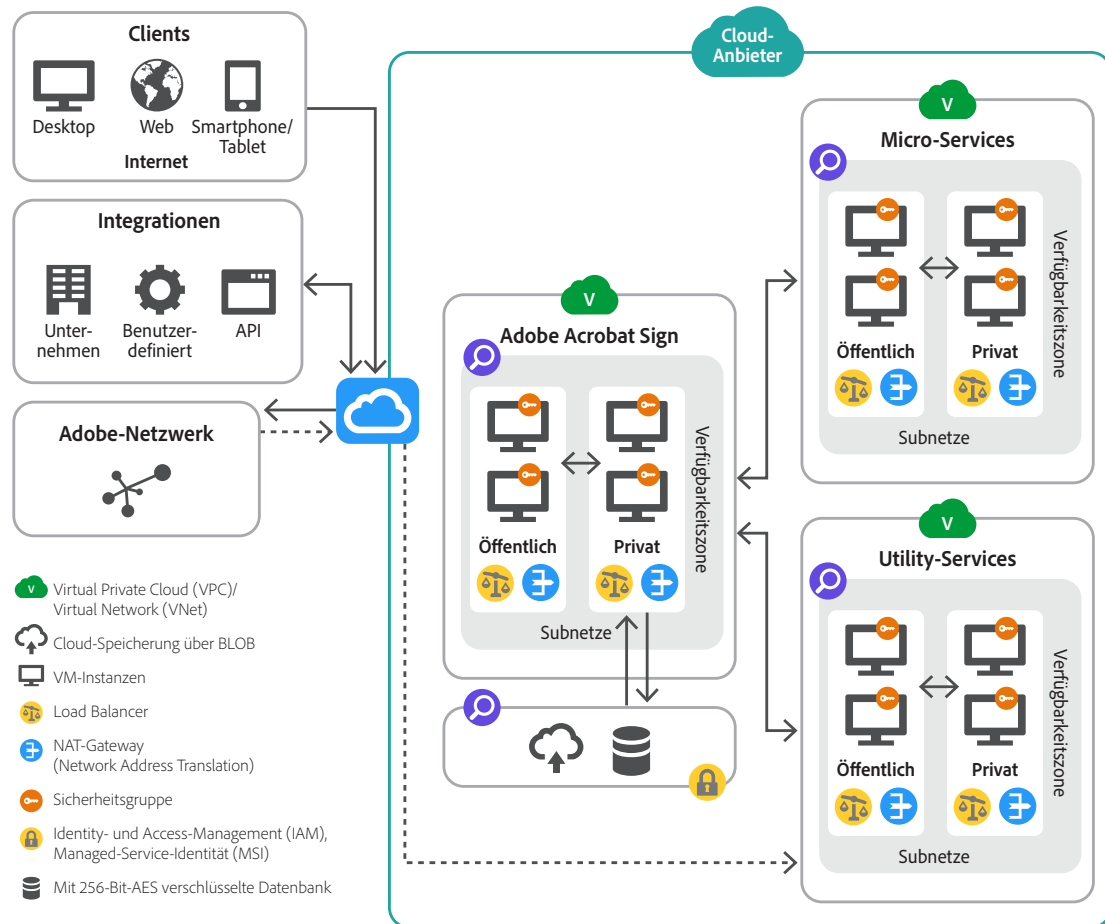 Clients
Desktop
Web
Smartphone/
Tablet
Internet
Integrationen
Unter-
nehmen
Benutzer-
definiert
API
Adobe-Netzwerk
V Virtual Private Cloud (VPC)/
Virtual Network (VNet)
Cloud-Speicherung über BLOB
VM-Instanzen
Load Balancer
NAT-Gateway
(Network Address Translation)
Sicherheitsgruppe
Identity- und Access-Management (IAM),
Managed-Service-Identität (MSI)
Mit 256-Bit-AES verschlüsselte Datenbank
Cloud-
Anbieter
V
Adobe Acrobat Sign
Öffentlich
Privat
Verfügbarkeitszone
Subnetze
V
Micro-Services
Öffentlich
Privat
Verfügbarkeitszone
Subnetze
V
Utility-Services
Öffentlich
Privat
Verfügbarkeitszone
Subnetze